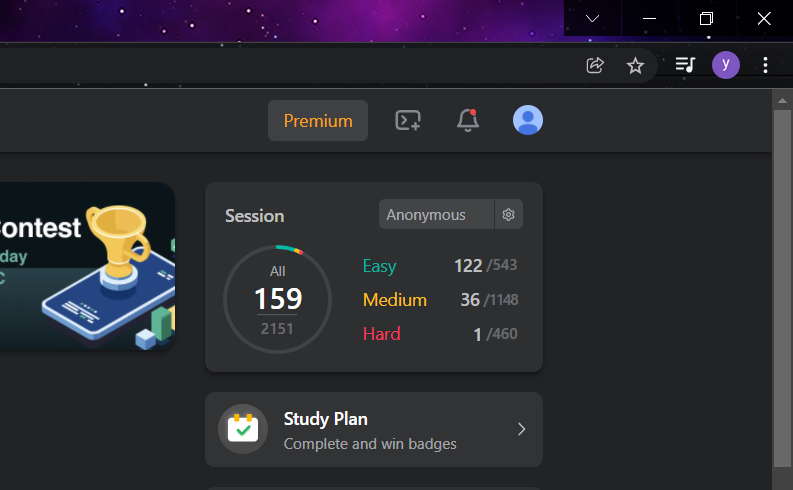 y
Premium
ontest
day
C
Session
Anonymous
All
159
2151
Easy 122 /543
Medium 36 /1148
Hard 1 /460
Study Plan
Complete and win badges